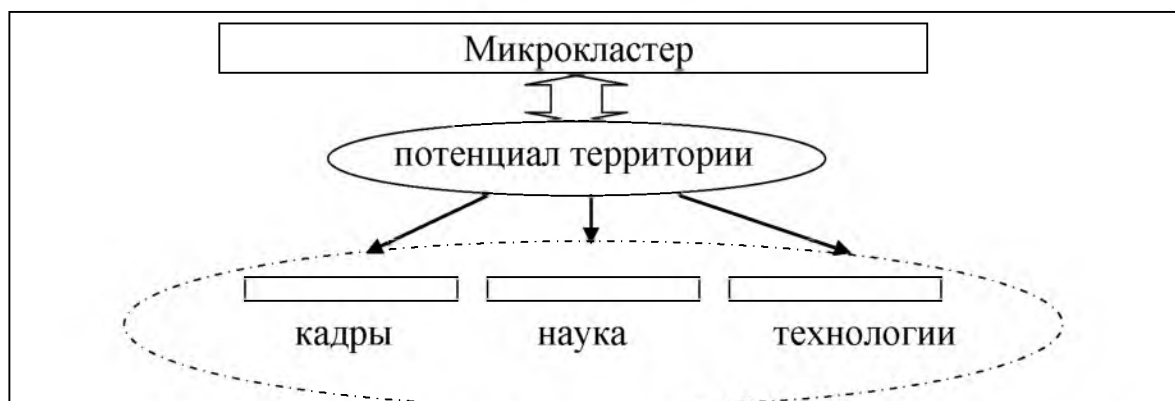 Микрокластер
потенциал территории
кадры наука технологии